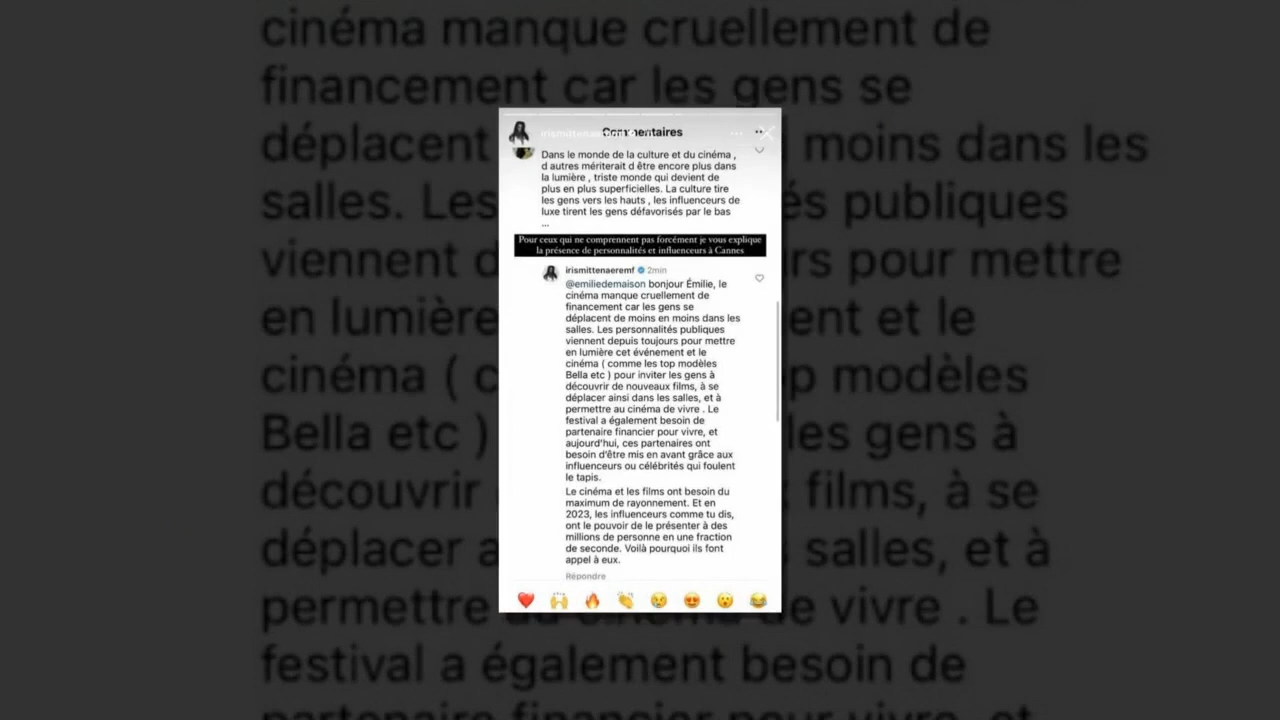 cinéma manque cruellement de
financement car les gens se
déplacent
moins dans les
salles. Les
publiques
viennent
pour mettre
en lumière
et le
cinéma (
modèles
Bella etc )
les gens à
découvrir
films, à se
déplacer
salles, et à
permettre au cinéma de vivre . Le
festival a également besoin de
partenaire financier pour vivre, et
irismittenaeremf
Commentaires
Dans le monde de la culture et du cinéma ,
d autres mériterait d être encore plus dans
la lumière , triste monde qui devient de
plus en plus superficielles. La culture tire
les gens vers les hauts , les influenceurs de
luxe tirent les gens défavorisés par le bas
...
Pour ceux qui ne comprennent pas forcément je vous explique
la présence de personnalités et influenceurs à Cannes
irismittenaeremf 2min
@emiliedemaison bonjour Émilie, le
cinéma manque cruellement de
financement car les gens se
déplacent de moins en moins dans les
salles. Les personnalités publiques
viennent depuis toujours pour mettre
en lumière cet événement et le
cinéma ( comme les top modèles
Bella etc ) pour inviter les gens à
découvrir de nouveaux films, à se
déplacer ainsi dans les salles, et à
permettre au cinéma de vivre . Le
festival a également besoin de
partenaire financier pour vivre, et
aujourd'hui, ces partenaires ont
besoin d'être mis en avant grâce aux
influenceurs ou célébrités qui foulent
le tapis.
Le cinéma et les films ont besoin du
maximum de rayonnement. Et en
2023, les influenceurs comme tu dis,
ont le pouvoir de le présenter à des
millions de personne en une fraction
de seconde. Voilà pourquoi ils font
appel à eux.
Répondre